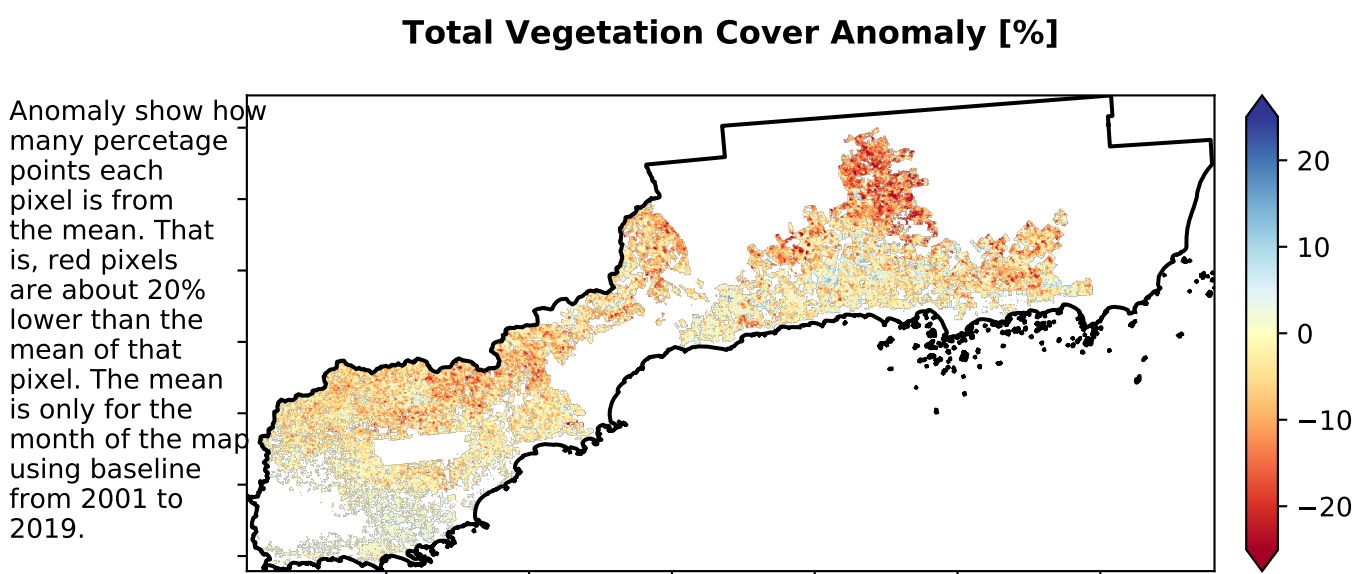 Total Vegetation Cover Anomaly [%]
Anomaly show how
many percetage
points each
pixel is from
the mean. That
is, red pixels
are about 20%
lower than the
mean of that
pixel. The mean
is only for the
month of the map
using baseline
from 2001 to
2019.
20
10
0
−10
−20